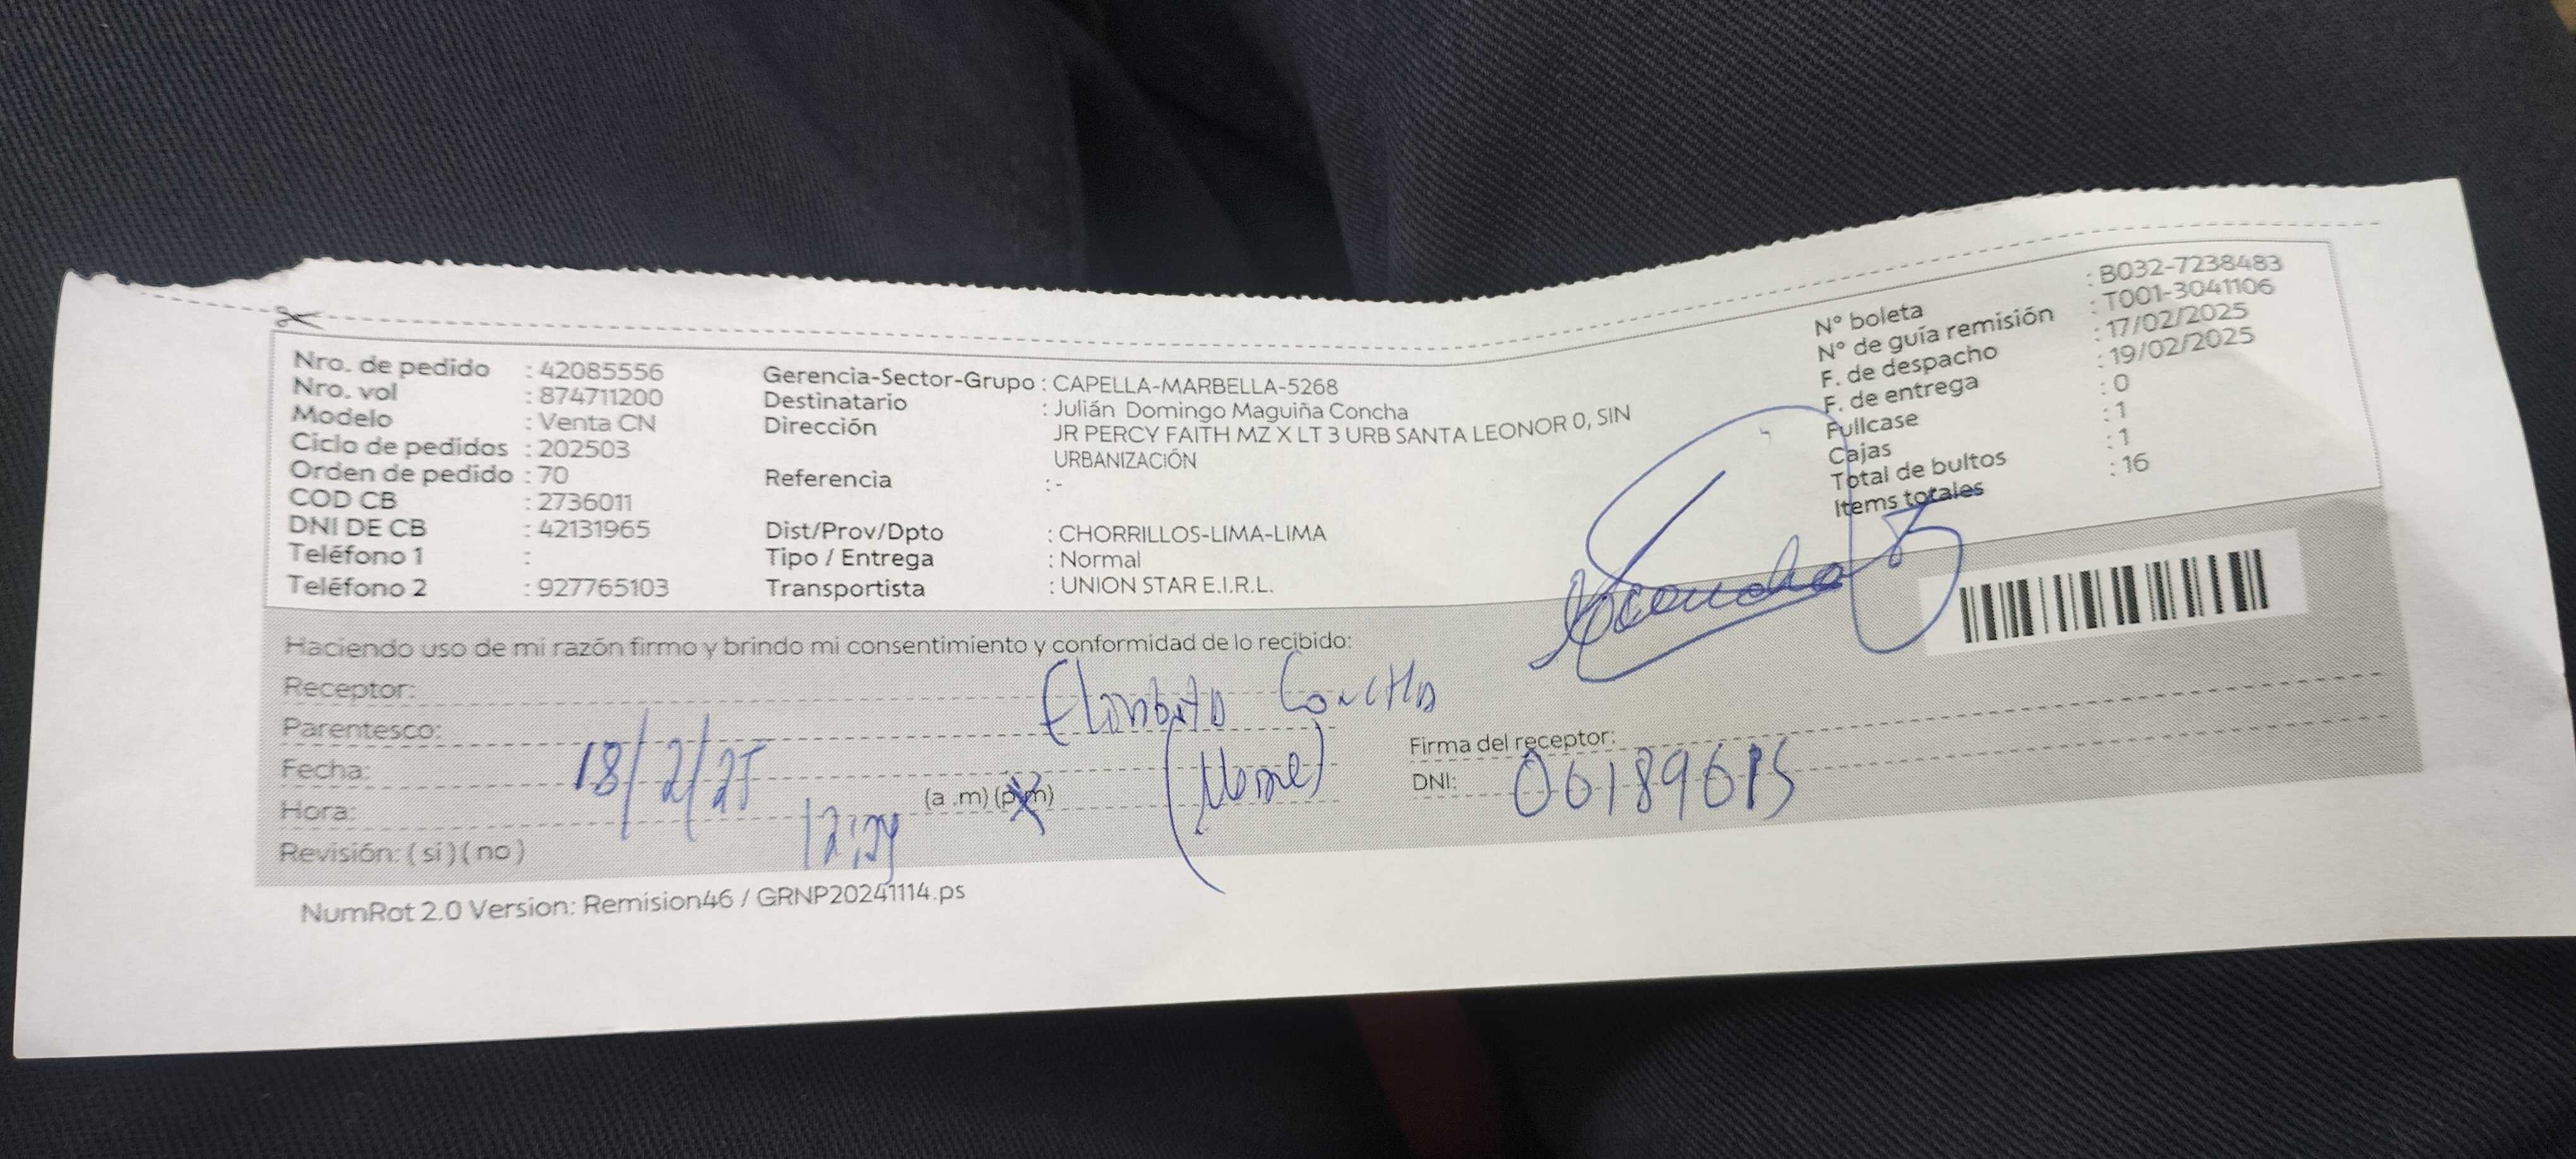 Nro. de pedido : 42085556
Nro. vol : 874711200
Modelo : Venta CN
Ciclo de pedidos : 202503
Orden de pedido : 70
COD CB : 2736011
DNI DE CB : 42131965
Teléfono 1 :
Teléfono 2 : 927765103
Gerencia-Sector-Grupo : CAPELLA-MARBELLA-5268
Destinatario : Julián Domingo Maguiña Concha
Dirección JR PERCY FAITH MZ X LT 3 URB SANTA LEONOR 0, SIN
URBANIZACIÓN
Referencia : -
Dist/Prov/Dpto : CHORRILLOS-LIMA-LIMA
Tipo / Entrega : Normal
Transportista : UNION STAR E.I.R.L.
N° boleta : B032-7238483
N° de guía remisión : T001-3041106
F. de despacho : 17/02/2025
F. de entrega : 19/02/2025
Fullcase : 0
Cajas : 1
Total de bultos : 1
Items totales : 16
Haciendo uso de mi razón firmo y brindo mi consentimiento y conformidad de lo recibido:
Receptor: Concha
Parentesco:
Fecha: 18/2/25
Hora: (a .m) (p.m)
Revisión: ( si ) ( no )
Firma del receptor:
DNI:
NumRot 2.0 Version: Remision46 / GRNP20241114.ps